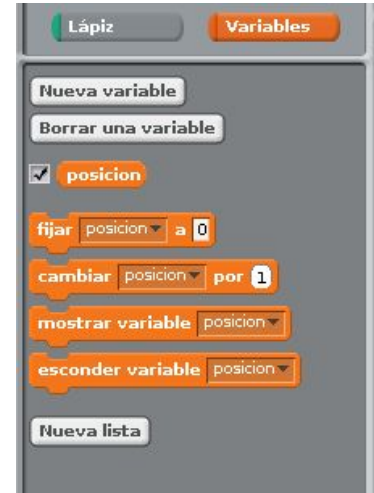 Lápiz Variables
Nueva variable
Borrar una variable
posicion
fijar posicion a 0
cambiar posicion por 1
mostrar variable posicion
esconder variable posicion
Nueva lista